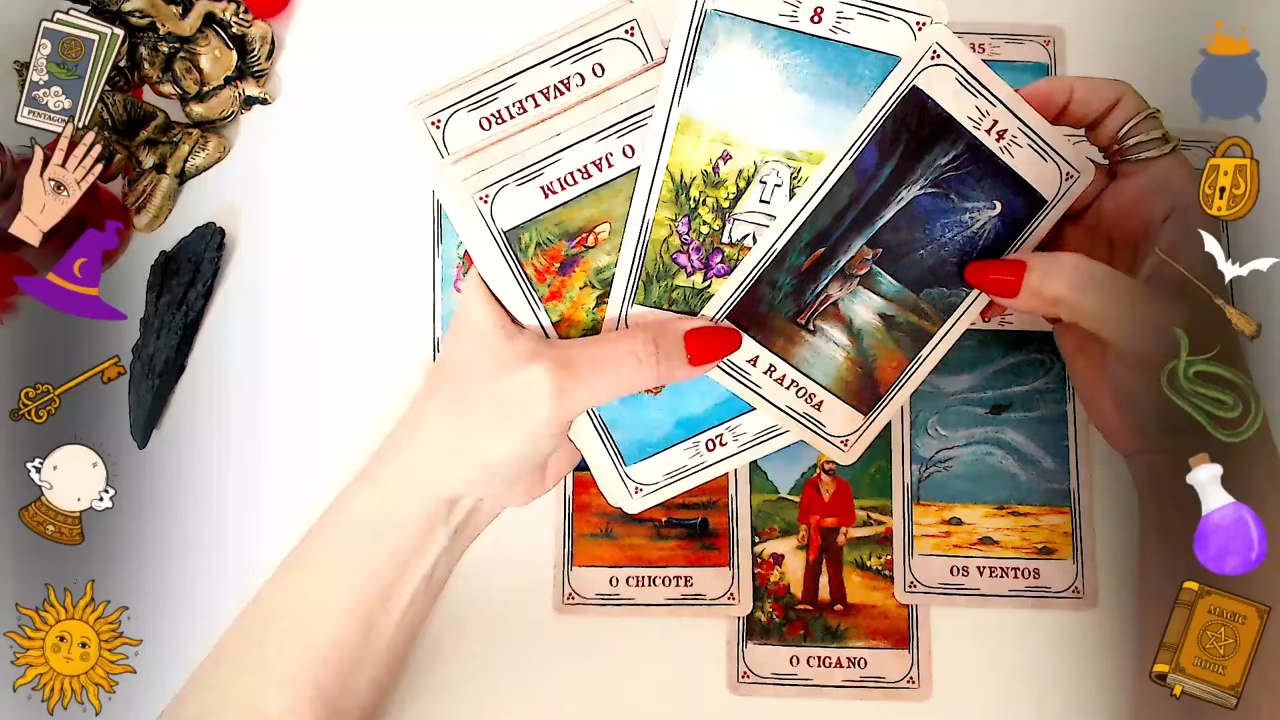 PENTAGON
O CAVALEIRO
O JARDIM
8
14
35
A RAPOSA
20
O CHICOTE
O CIGANO
OS VENTOS
MAGIC
BOOK